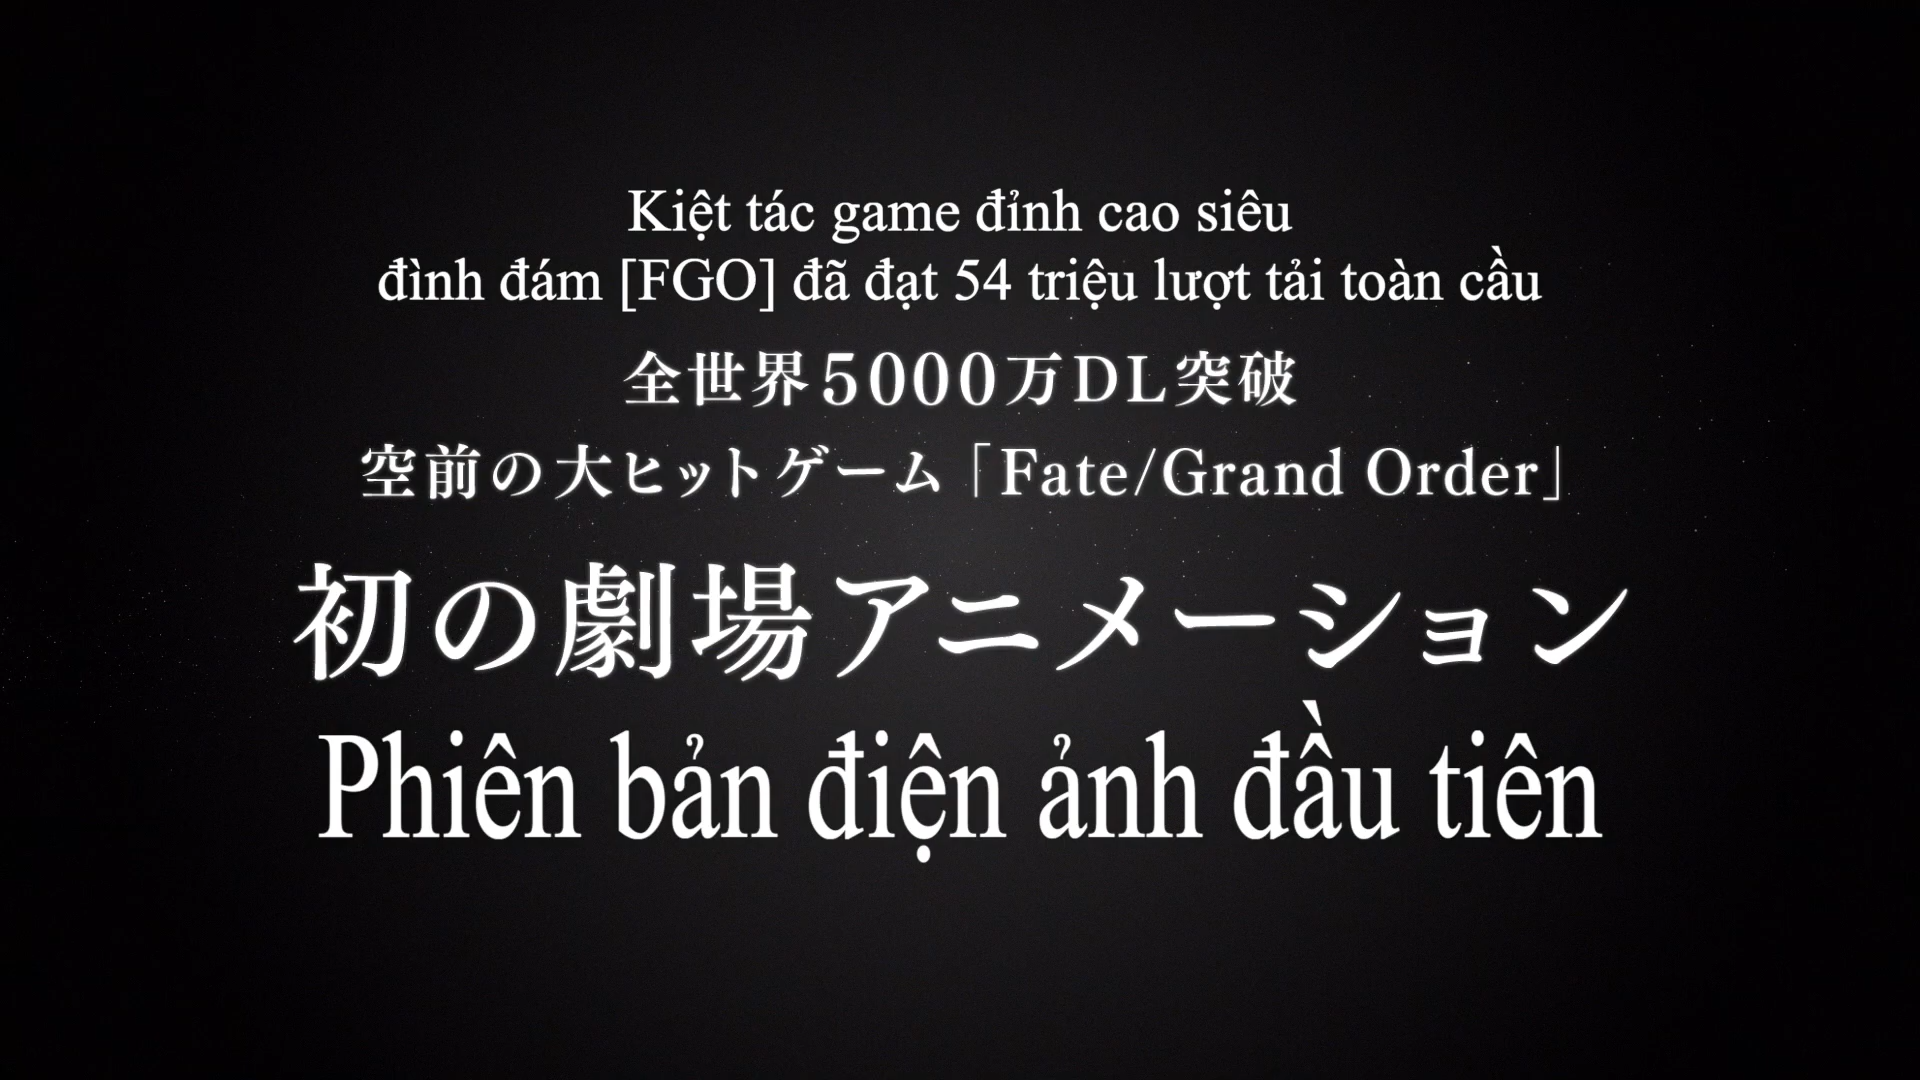 Kiệt tác game đỉnh cao siêu
đình đám [FGO] đã đạt 54 triệu lượt tải toàn cầu
全世界5000万DL突破
空前の大ヒットゲーム「Fate/Grand Order」
初の劇場アニメーション
Phiên bản điện ảnh đầu tiên